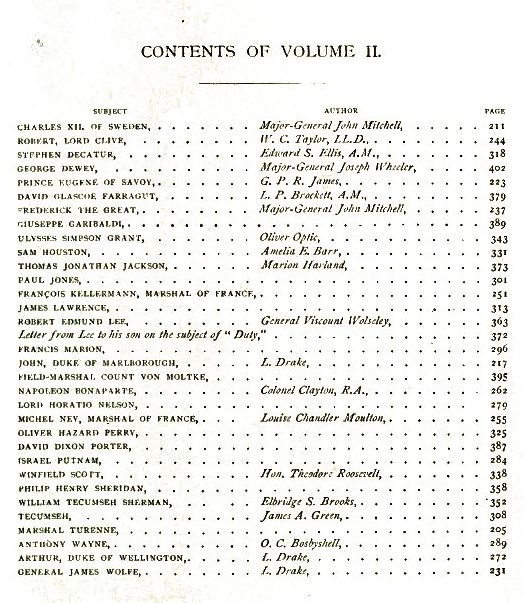 CONTENTS OF VOLUME II.
SUBJECT AUTHOR PAGE
CHARLES XII. OF SWEDEN, . . . . . . . Major-General John Mitchell, . . . . . 211
ROBERT, LORD CLIVE, . . . . . . . . W. C. Taylor, LL.D., . . . . . . . 244
STEPHEN DECATUR, . . . . . . . . Edward S. Ellis, A.M., . . . . . . . 318
GEORGE DEWEY, . . . . . . . . . Major-General Joseph Wheeler, . . . . . 402
PRINCE EUGENE OF SAVOY, . . . . . . . G. P. R. James, . . . . . . . . 223
DAVID GLASCOE FARRAGUT, . . . . . . . L. P. Brockett, A.M., . . . . . . . 379
FREDERICK THE GREAT, . . . . . . . . Major-General John Mitchell, . . . . . 237
GIUSEPPE GARIBALDI, . . . . . . . . . . . . . . . . . 389
ULYSSES SIMPSON GRANT, . . . . . . . Oliver Optic, . . . . . . . . . 343
SAM HOUSTON, . . . . . . . . . Amelia E. Barr, . . . . . . . . 331
THOMAS JONATHAN JACKSON, . . . . . . Marion Harland, . . . . . . . . 373
PAUL JONES, . . . . . . . . . . . . . . . . . . . 301
FRANÇOIS KELLERMANN, MARSHAL OF FRANCE, . . . . . . . . . . . . 251
JAMES LAWRENCE, . . . . . . . . . . . . . . . . . . 313
ROBERT EDMUND LEE, . . . . . . . . General Viscount Wolseley, . . . . . . 363
Letter from Lee to his son on the subject of "Duty," . . . . . . . . . . . 372
FRANCIS MARION, . . . . . . . . . . . . . . . . . . 296
JOHN, DUKE OF MARLBOROUGH, . . . . . . L. Drake, . . . . . . . . . 217
FIELD-MARSHAL COUNT VON MOLTKE, . . . . . . . . . . . . . . 395
NAPOLEON BONAPARTE, . . . . . . . . Colonel Clayton, R.A., . . . . . . . 262
LORD HORATIO NELSON, . . . . . . . . . . . . . . . . 279
MICHEL NEY, MARSHAL OF FRANCE, . . . . . Louise Chandler Moulton, . . . . . . 255
OLIVER HAZARD PERRY, . . . . . . . . . . . . . . . . 325
DAVID DIXON PORTER, . . . . . . . . . . . . . . . . . 387
ISRAEL PUTNAM, . . . . . . . . . . . . . . . . . . 284
WINFIELD SCOTT, . . . . . . . . . Hon. Theodore Roosevelt, . . . . . . 338
PHILIP HENRY SHERIDAN, . . . . . . . . . . . . . . . . 358
WILLIAM TECUMSEH SHERMAN, . . . . . . Elbridge S. Brooks, . . . . . . . . 352
TECUMSEH, . . . . . . . . . . James A. Green, . . . . . . . . 308
MARSHAL TURENNE, . . . . . . . . . . . . . . . . . . 205
ANTHONY WAYNE, . . . . . . . . . O. C. Bosbyshell, . . . . . . . . 289
ARTHUR, DUKE OF WELLINGTON, . . . . . . L. Drake, . . . . . . . . . 272
GENERAL JAMES WOLFE, . . . . . . . . L. Drake, . . . . . . . . . 231